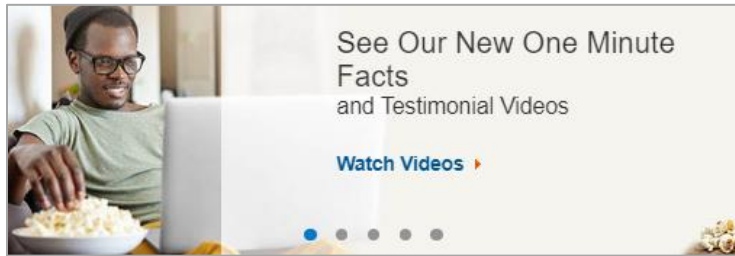 See Our New One Minute
Facts
and Testimonial Videos
Watch Videos